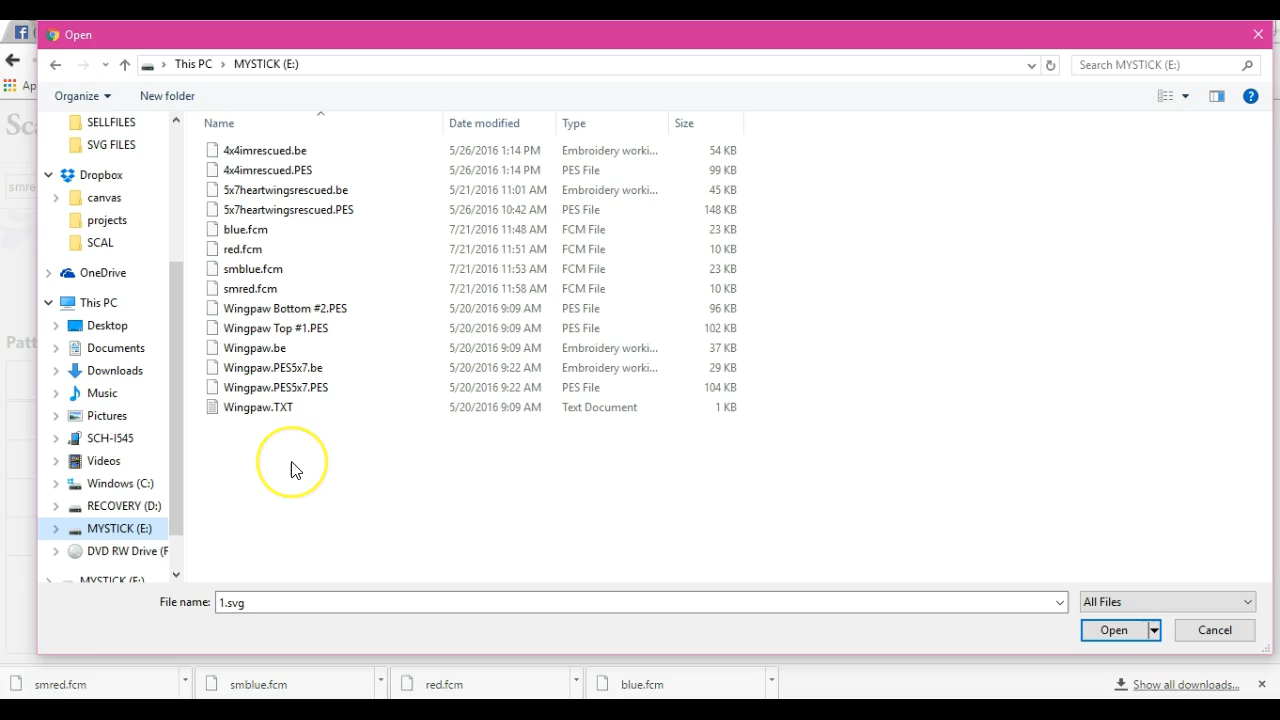 Open
This PC > MYSTICK (E:)
Search MYSTICK (E:)
Organize
New folder
Name Date modified Type Size
SELLFILES
SVG FILES
Dropbox
canvas
projects
SCAL
OneDrive
This PC
Desktop
Documents
Downloads
Music
Pictures
SCH-I545
Videos
Windows (C:)
RECOVERY (D:)
MYSTICK (E:)
DVD RW Drive (F
MYSTICK (E:)
4x4imrescued.be 5/26/2016 1:14 PM Embroidery worki... 54 KB
4x4imrescued.PES 5/26/2016 1:14 PM PES File 99 KB
5x7heartwingsrescued.be 5/21/2016 11:01 AM Embroidery worki... 45 KB
5x7heartwingsrescued.PES 5/26/2016 10:42 AM PES File 148 KB
blue.fcm 7/21/2016 11:48 AM FCM File 23 KB
red.fcm 7/21/2016 11:51 AM FCM File 10 KB
smblue.fcm 7/21/2016 11:53 AM FCM File 23 KB
smred.fcm 7/21/2016 11:58 AM FCM File 10 KB
Wingpaw Bottom #2.PES 5/20/2016 9:09 AM PES File 96 KB
Wingpaw Top #1.PES 5/20/2016 9:09 AM PES File 102 KB
Wingpaw.be 5/20/2016 9:09 AM Embroidery worki... 37 KB
Wingpaw.PES5x7.be 5/20/2016 9:22 AM Embroidery worki... 29 KB
Wingpaw.PES5x7.PES 5/20/2016 9:22 AM PES File 104 KB
Wingpaw.TXT 5/20/2016 9:09 AM Text Document 1 KB
Ap
Sca
smre
Patt
File name: 1.svg All Files
Open Cancel
smred.fcm smblue.fcm red.fcm blue.fcm Show all downloads...